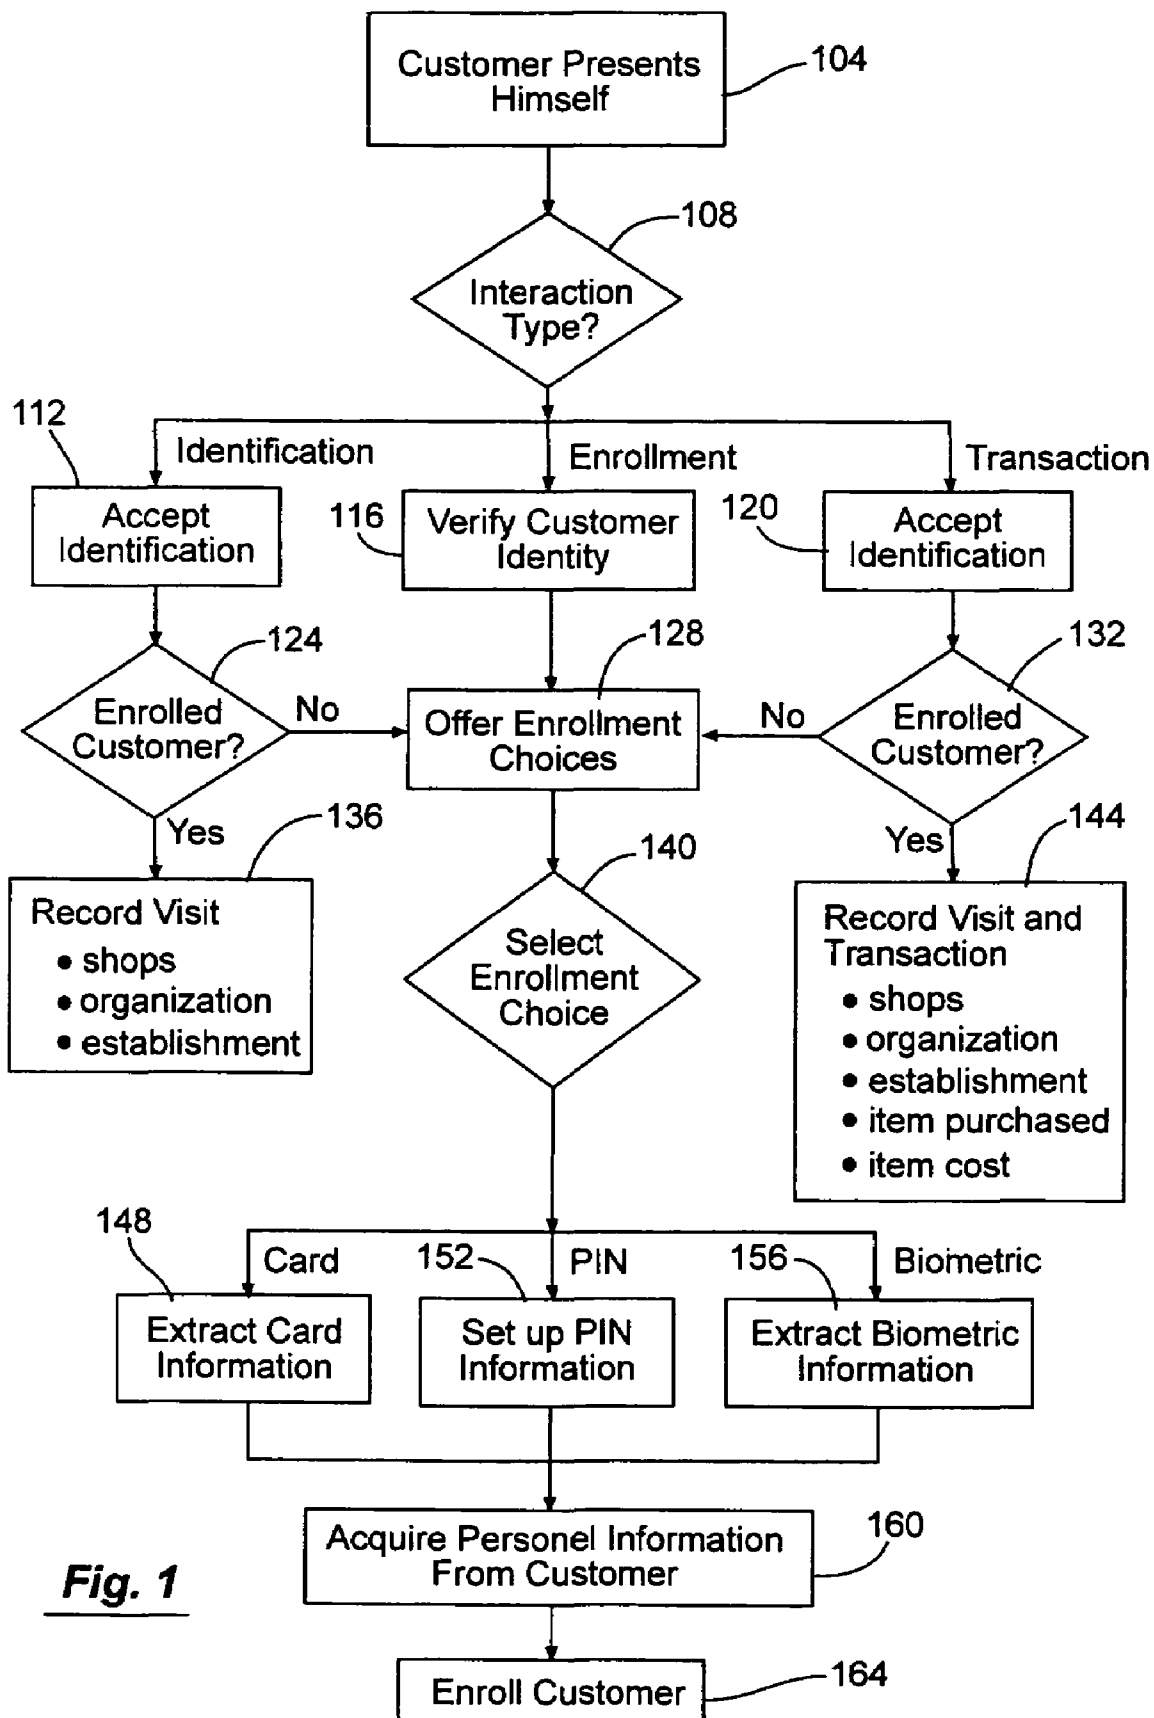 Customer Presents
Himself
104
108
Interaction
Type?
112
Identification
Enrollment
Transaction
Accept
Identification
116
Verify Customer
Identity
120
Accept
Identification
124
128
132
Enrolled
Customer?
No
Offer Enrollment
Choices
No
Enrolled
Customer?
Yes
136
140
Yes
144
Record Visit
• shops
• organization
• establishment
Select
Enrollment
Choice
Record Visit and
Transaction
• shops
• organization
• establishment
• item purchased
• item cost
148
Card
152
PIN
156
Biometric
Extract Card
Information
Set up PIN
Information
Extract Biometric
Information
Acquire Personel Information
From Customer
160
Fig. 1
Enroll Customer
164